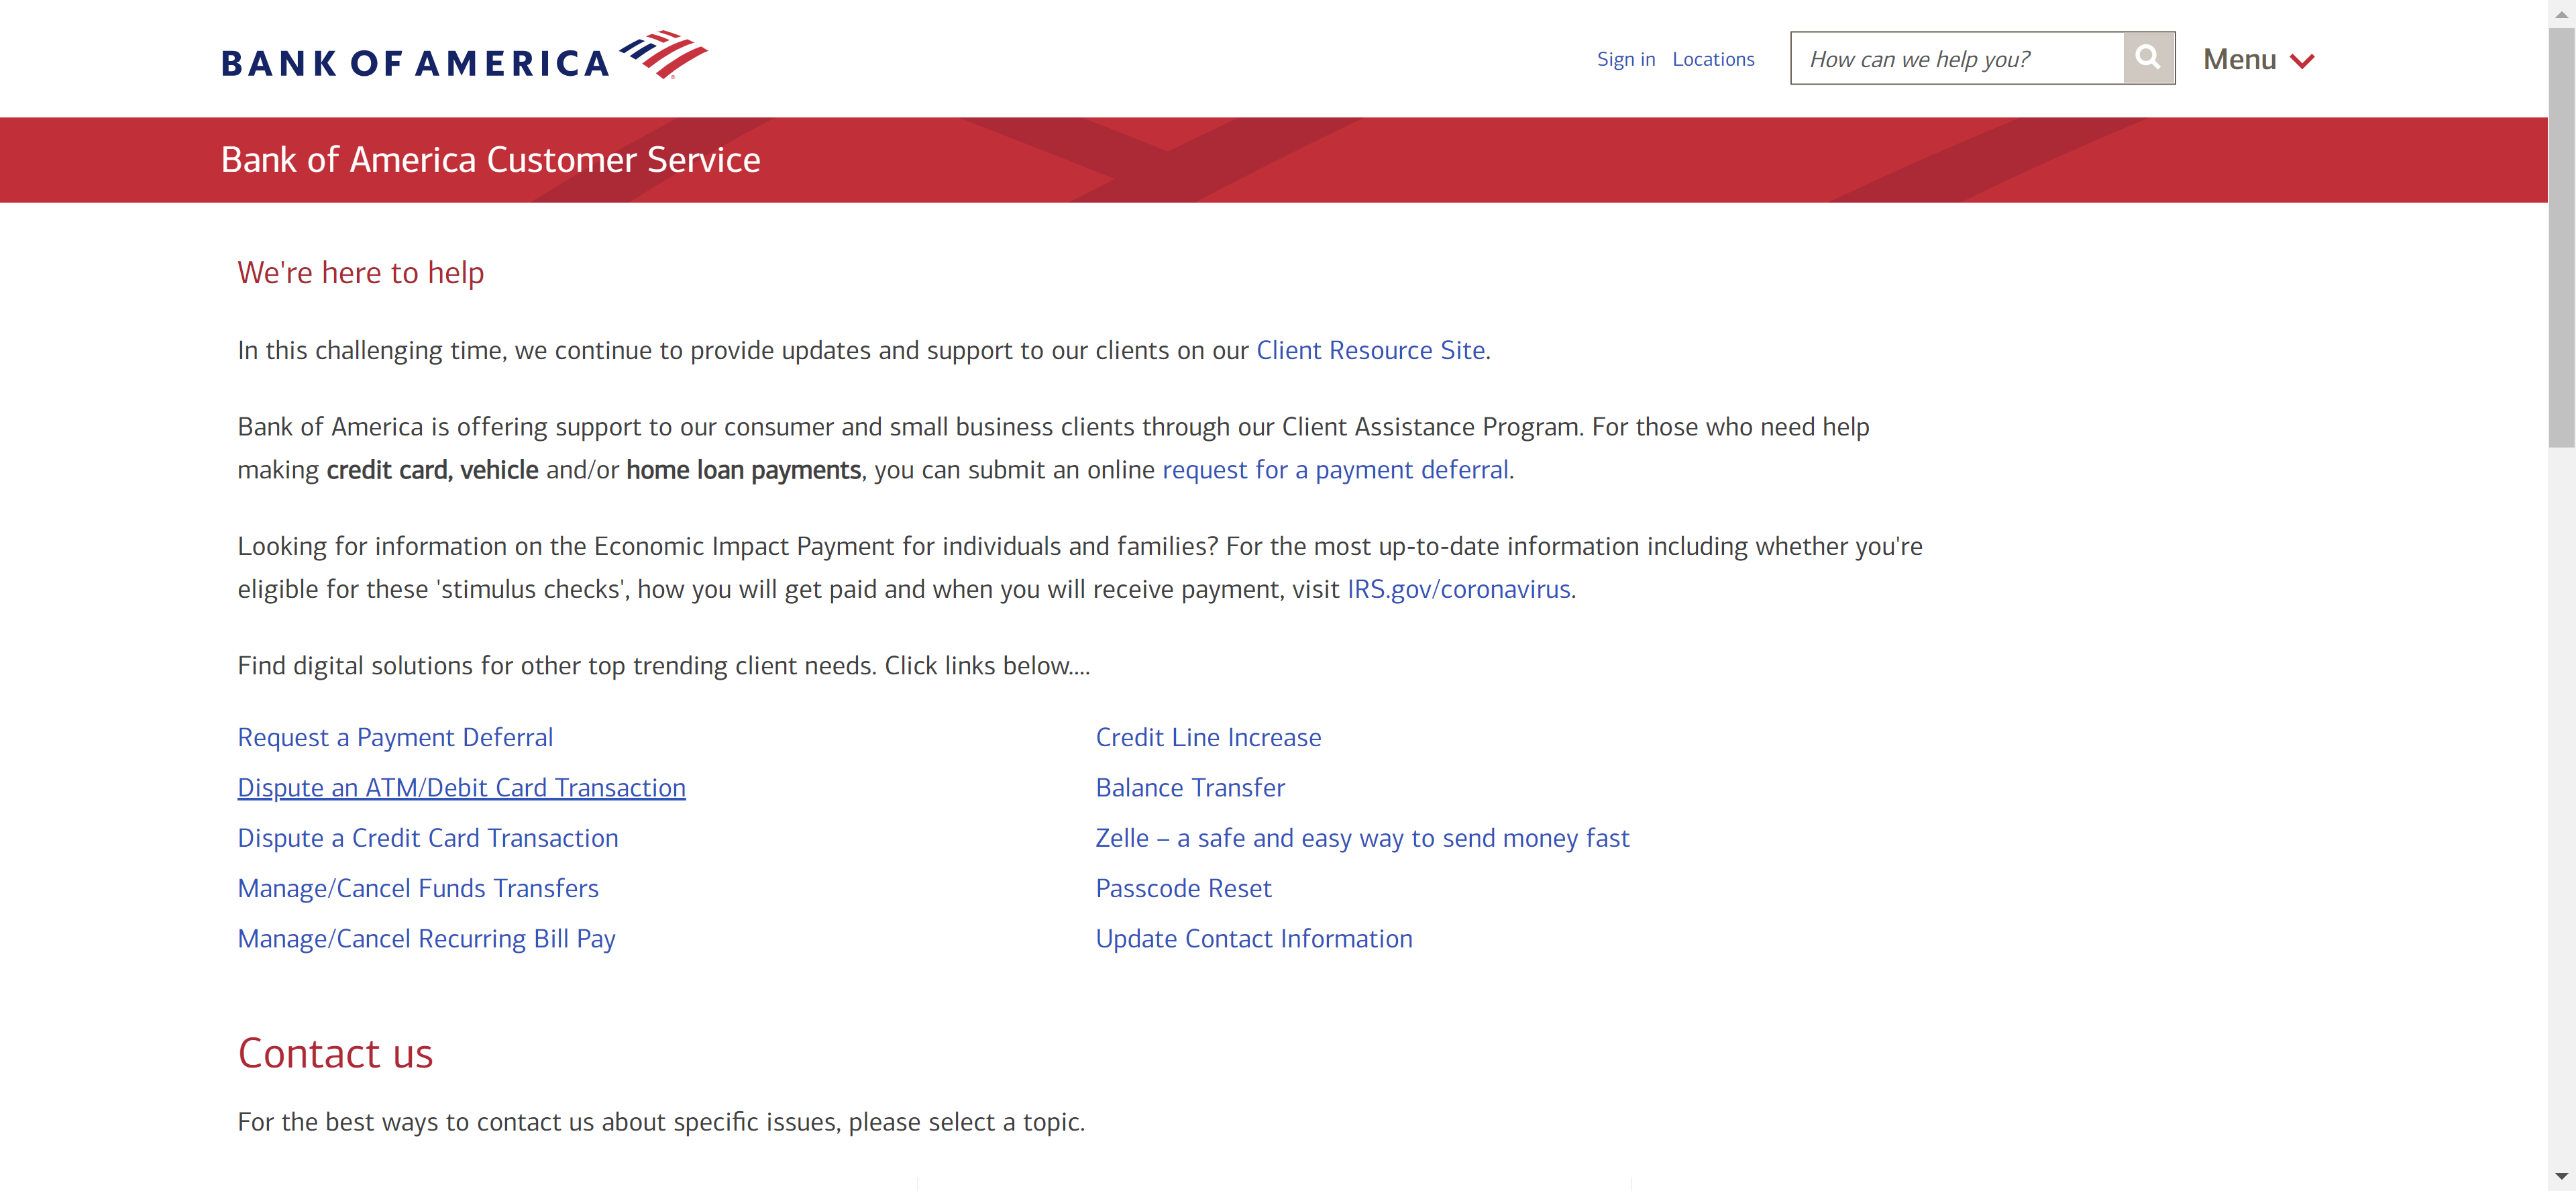 BANK OF AMERICA
Sign in Locations How can we help you? Menu
Bank of America Customer Service
We're here to help
In this challenging time, we continue to provide updates and support to our clients on our Client Resource Site.
Bank of America is offering support to our consumer and small business clients through our Client Assistance Program. For those who need help
making credit card, vehicle and/or home loan payments, you can submit an online request for a payment deferral.
Looking for information on the Economic Impact Payment for individuals and families? For the most up-to-date information including whether you're
eligible for these 'stimulus checks', how you will get paid and when you will receive payment, visit IRS.gov/coronavirus.
Find digital solutions for other top trending client needs. Click links below....
Request a Payment Deferral
Dispute an ATM/Debit Card Transaction
Dispute a Credit Card Transaction
Manage/Cancel Funds Transfers
Manage/Cancel Recurring Bill Pay
Credit Line Increase
Balance Transfer
Zelle – a safe and easy way to send money fast
Passcode Reset
Update Contact Information
Contact us
For the best ways to contact us about specific issues, please select a topic.